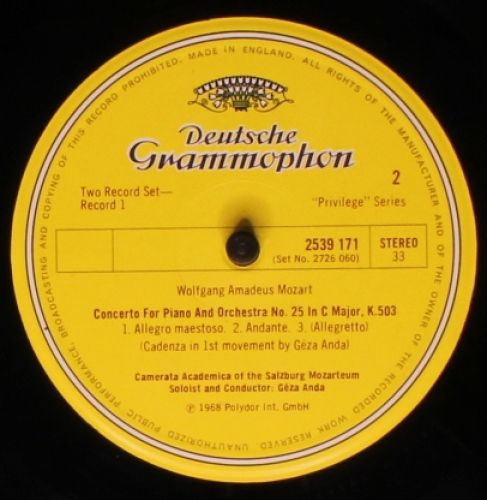 MADE IN ENGLAND. ALL RIGHTS OF THE MANUFACTURER AND OF THE OWNER OF THE RECORDED WORK RESERVED. UNAUTHORIZED PUBLIC PERFORMANCE, BROADCASTING AND COPYING OF THIS RECORD PROHIBITED.
Deutsche
Grammophon
Two Record Set—
Record 1
2
"Privilege" Series
2539 171
(Set No. 2726 060)
STEREO
33
Wolfgang Amadeus Mozart
Concerto For Piano And Orchestra No. 25 In C Major, K.503
1. Allegro maestoso. 2. Andante. 3. (Allegretto)
(Cadenza in 1st movement by Géza Anda)
Camerata Academica of the Salzburg Mozarteum
Soloist and Conductor: Géza Anda
℗ 1968 Polydor Int. GmbH